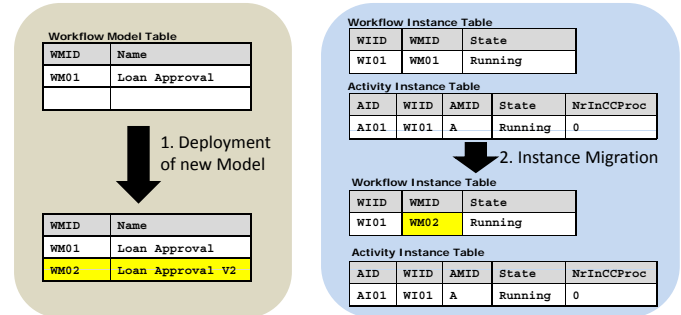 Workflow Model Table
WMID Name
WM01 Loan Approval
1. Deployment
of new Model
WMID Name
WM01 Loan Approval
WM02 Loan Approval V2
Workflow Instance Table
WIID WMID State
WI01 WM01 Running
Activity Instance Table
AID WIID AMID State NrInCCProc
AI01 WI01 A Running 0
2. Instance Migration
Workflow Instance Table
WIID WMID State
WI01 WM02 Running
Activity Instance Table
AID WIID AMID State NrInCCProc
AI01 WI01 A Running 0